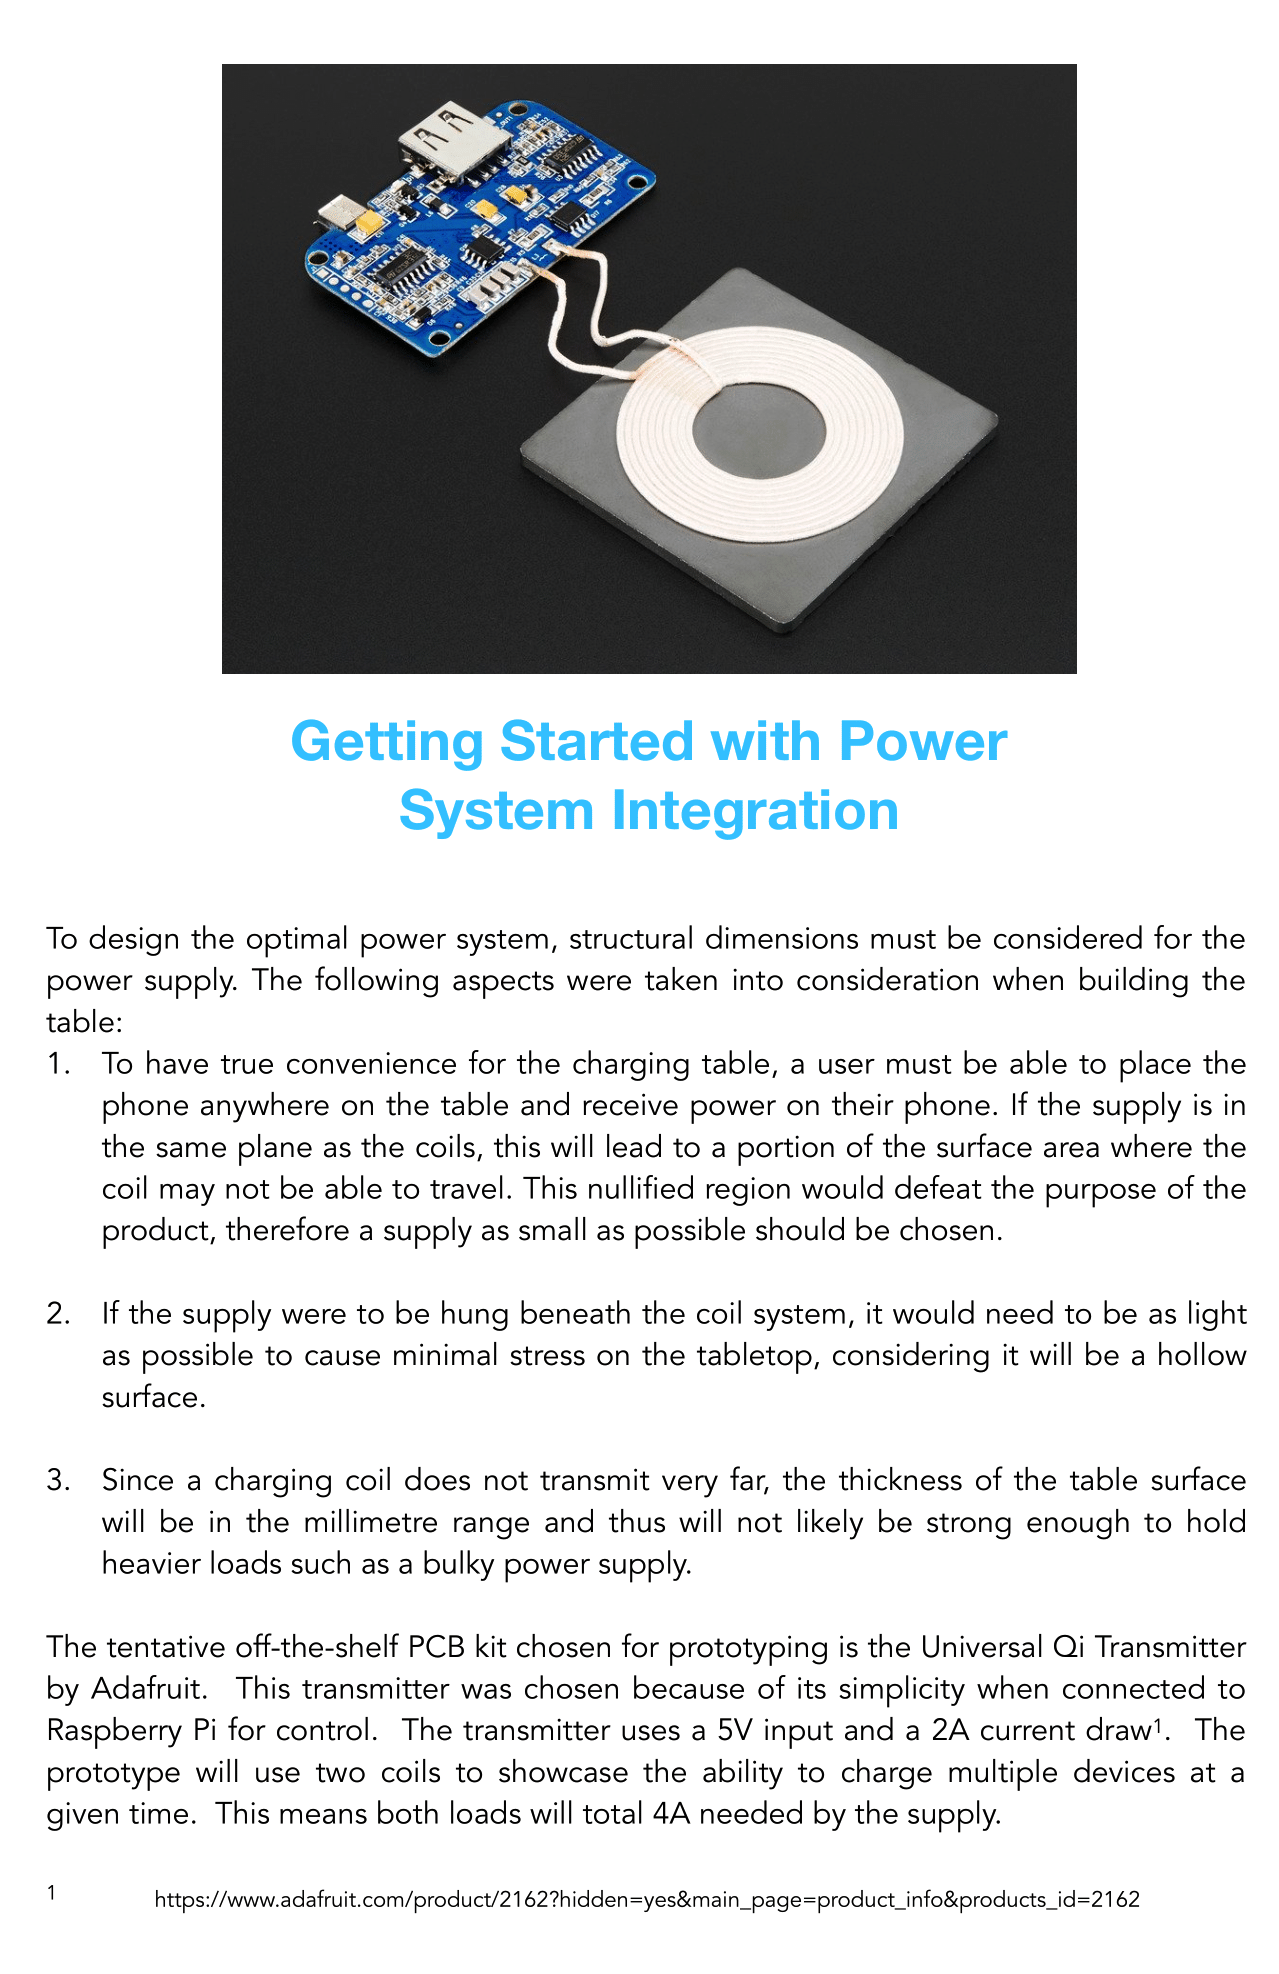 Getting Started with Power
System Integration
To design the optimal power system, structural dimensions must be considered for the
power supply. The following aspects were taken into consideration when building the
table:
1. To have true convenience for the charging table, a user must be able to place the
phone anywhere on the table and receive power on their phone. If the supply is in
the same plane as the coils, this will lead to a portion of the surface area where the
coil may not be able to travel. This nullified region would defeat the purpose of the
product, therefore a supply as small as possible should be chosen.
2. If the supply were to be hung beneath the coil system, it would need to be as light
as possible to cause minimal stress on the tabletop, considering it will be a hollow
surface.
3. Since a charging coil does not transmit very far, the thickness of the table surface
will be in the millimetre range and thus will not likely be strong enough to hold
heavier loads such as a bulky power supply.
The tentative off-the-shelf PCB kit chosen for prototyping is the Universal Qi Transmitter
by Adafruit.  This transmitter was chosen because of its simplicity when connected to
Raspberry Pi for control.  The transmitter uses a 5V input and a 2A current draw¹.  The
prototype will use two coils to showcase the ability to charge multiple devices at a
given time.  This means both loads will total 4A needed by the supply.
1 https://www.adafruit.com/product/2162?hidden=yes&main_page=product_info&products_id=2162